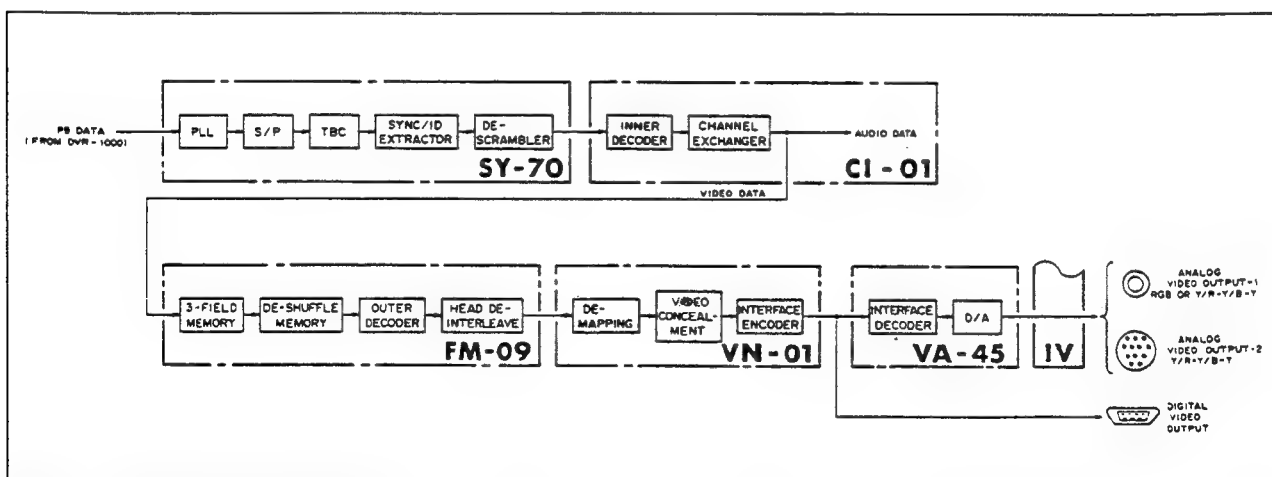 PB DATA
(FROM DVR-1000)
PLL
S/P
TBC
SYNC/ID
EXTRACTOR
DE-
SCRAMBLER
SY-70
INNER
DECODER
CHANNEL
EXCHANGER
AUDIO DATA
CI-01
VIDEO DATA
3-FIELD
MEMORY
DE-SHUFFLE
MEMORY
OUTER
DECODER
HEAD DE-
INTERLEAVE
FM-09
DE-
MAPPING
VIDEO
CONCEAL-
MENT
INTERFACE
ENCODER
VN-01
INTERFACE
DECODER
D/A
VA-45
IV
ANALOG
VIDEO OUTPUT-1
RGB OR Y/R-Y/B-Y
ANALOG
VIDEO OUTPUT-2
Y/R-Y/B-Y
DIGITAL
VIDEO
OUTPUT